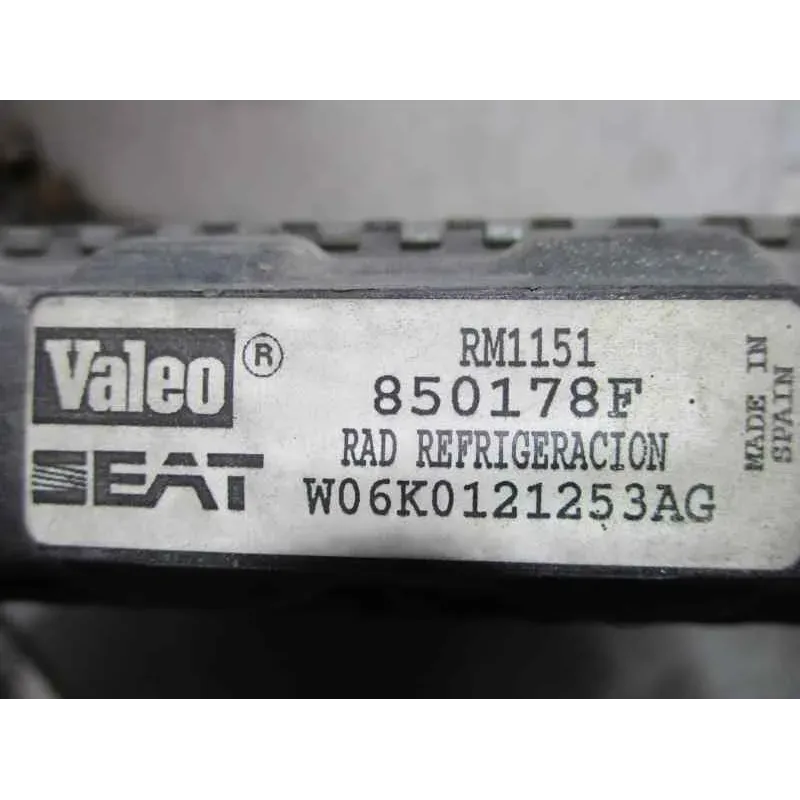 Valeo ®
SEAT
RM1151
850178F
RAD REFRIGERACION
W06K0121253AG
MADE IN
SPAIN